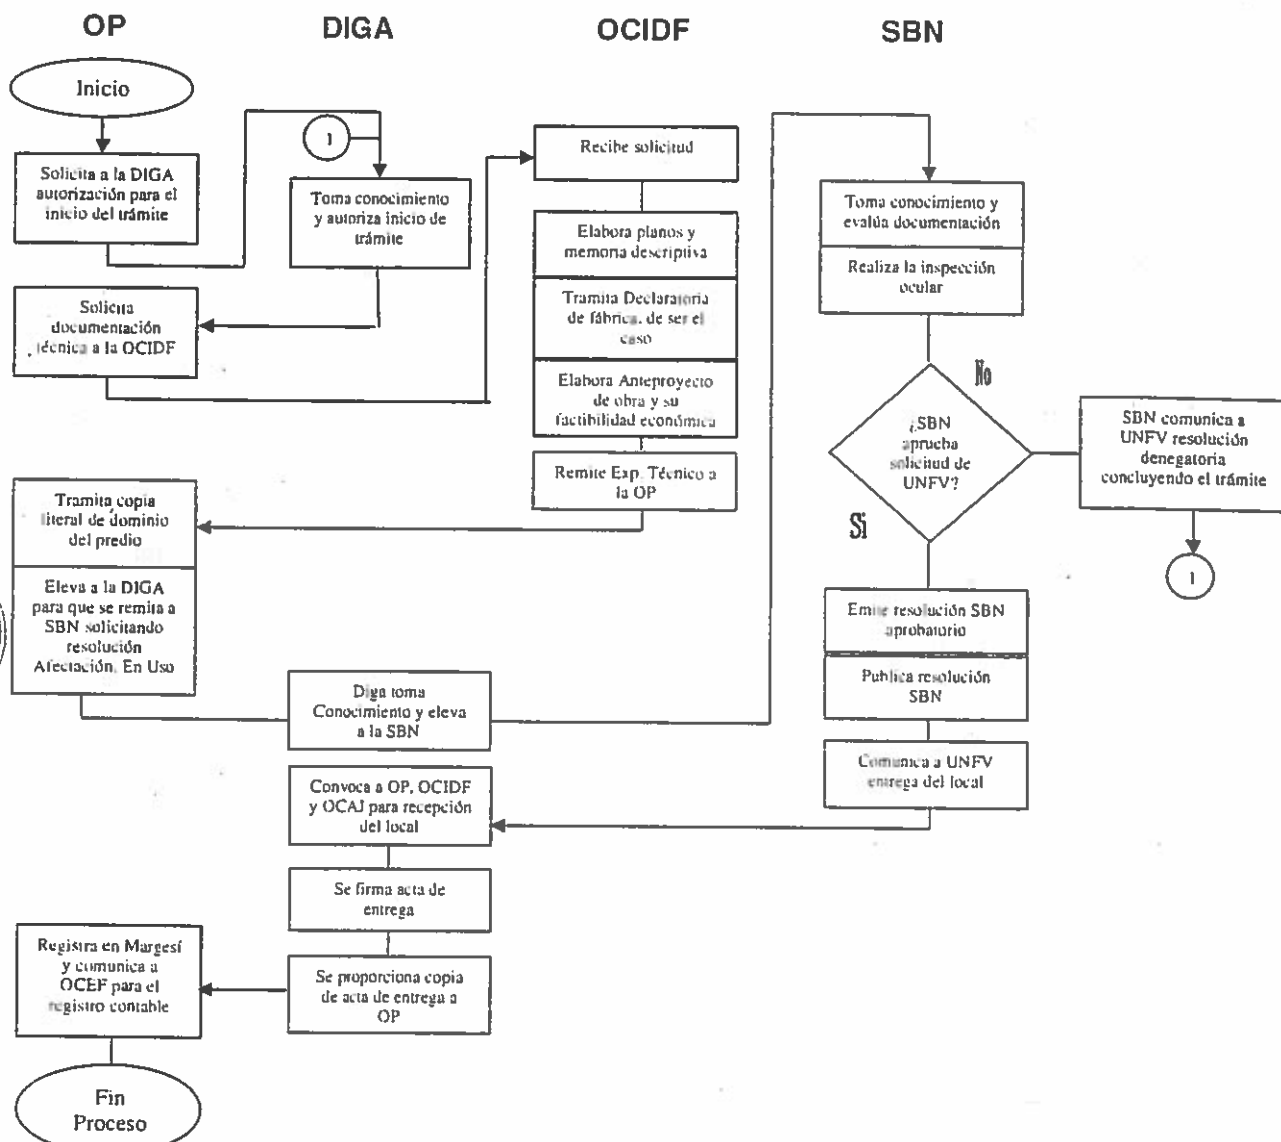 OP
DIGA
OCIDF
SBN
Inicio
Solicita a la DIGA
autorización para el
inicio del trámite
1
Toma conocimiento
y autoriza inicio de
trámite
Solicita
documentación
técnica a la OCIDF
Recibe solicitud
Elabora planos y
memoria descriptiva
Tramita Declaratoria
de fábrica, de ser el
caso
Elabora Anteproyecto
de obra y su
factibilidad económica
Remite Exp. Técnico a
la OP
Tramita copia
literal de dominio
del predio
Eleva a la DIGA
para que se remita a
SBN solicitando
resolución
Afectación. En Uso
Diga toma
Conocimiento y eleva
a la SBN
Toma conocimiento y
evalúa documentación
Realiza la inspección
ocular
¿SBN
aprueba
solicitud de
UNFV?
No
Si
SBN comunica a
UNFV resolución
denegatoria
concluyendo el trámite
1
Emite resolución SBN
aprobatorio
Publica resolución
SBN
Comunica a UNFV
entrega del local
Convoca a OP, OCIDF
y OCAJ para recepción
del local
Se firma acta de
entrega
Se proporciona copia
de acta de entrega a
OP
Registra en Margesí
y comunica a
OCEF para el
registro contable
Fin
Proceso